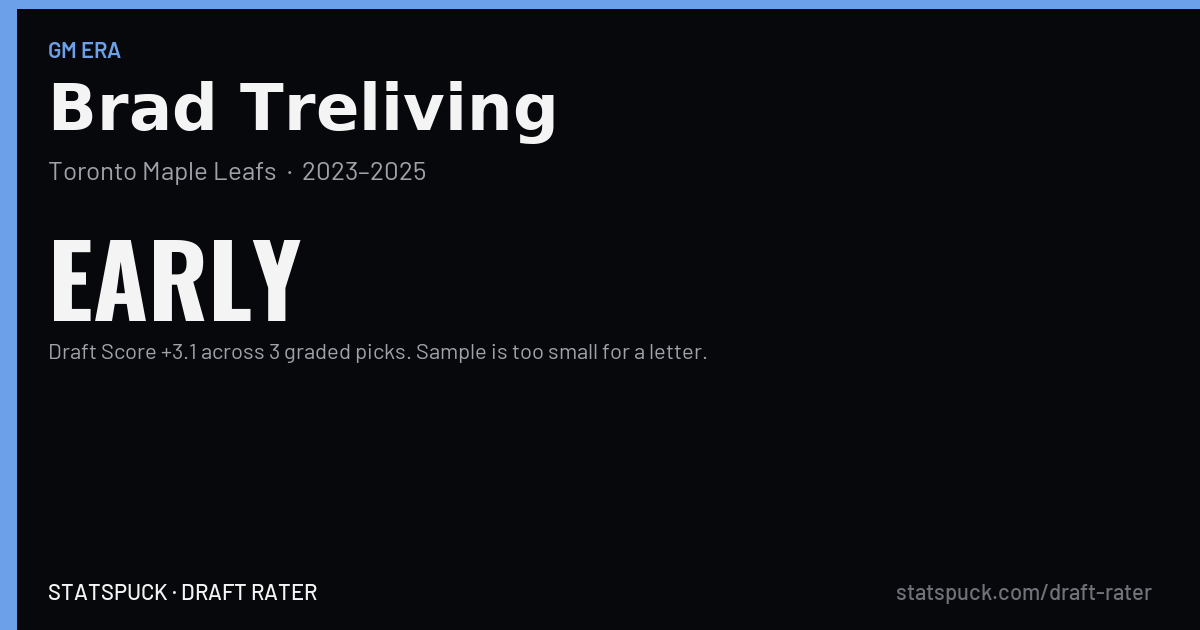 GM ERA
Brad Treliving
Toronto Maple Leafs · 2023–2025
EARLY
Draft Score +3.1 across 3 graded picks. Sample is too small for a letter.
STATSPUCK · DRAFT RATER
statspuck.com/draft-rater